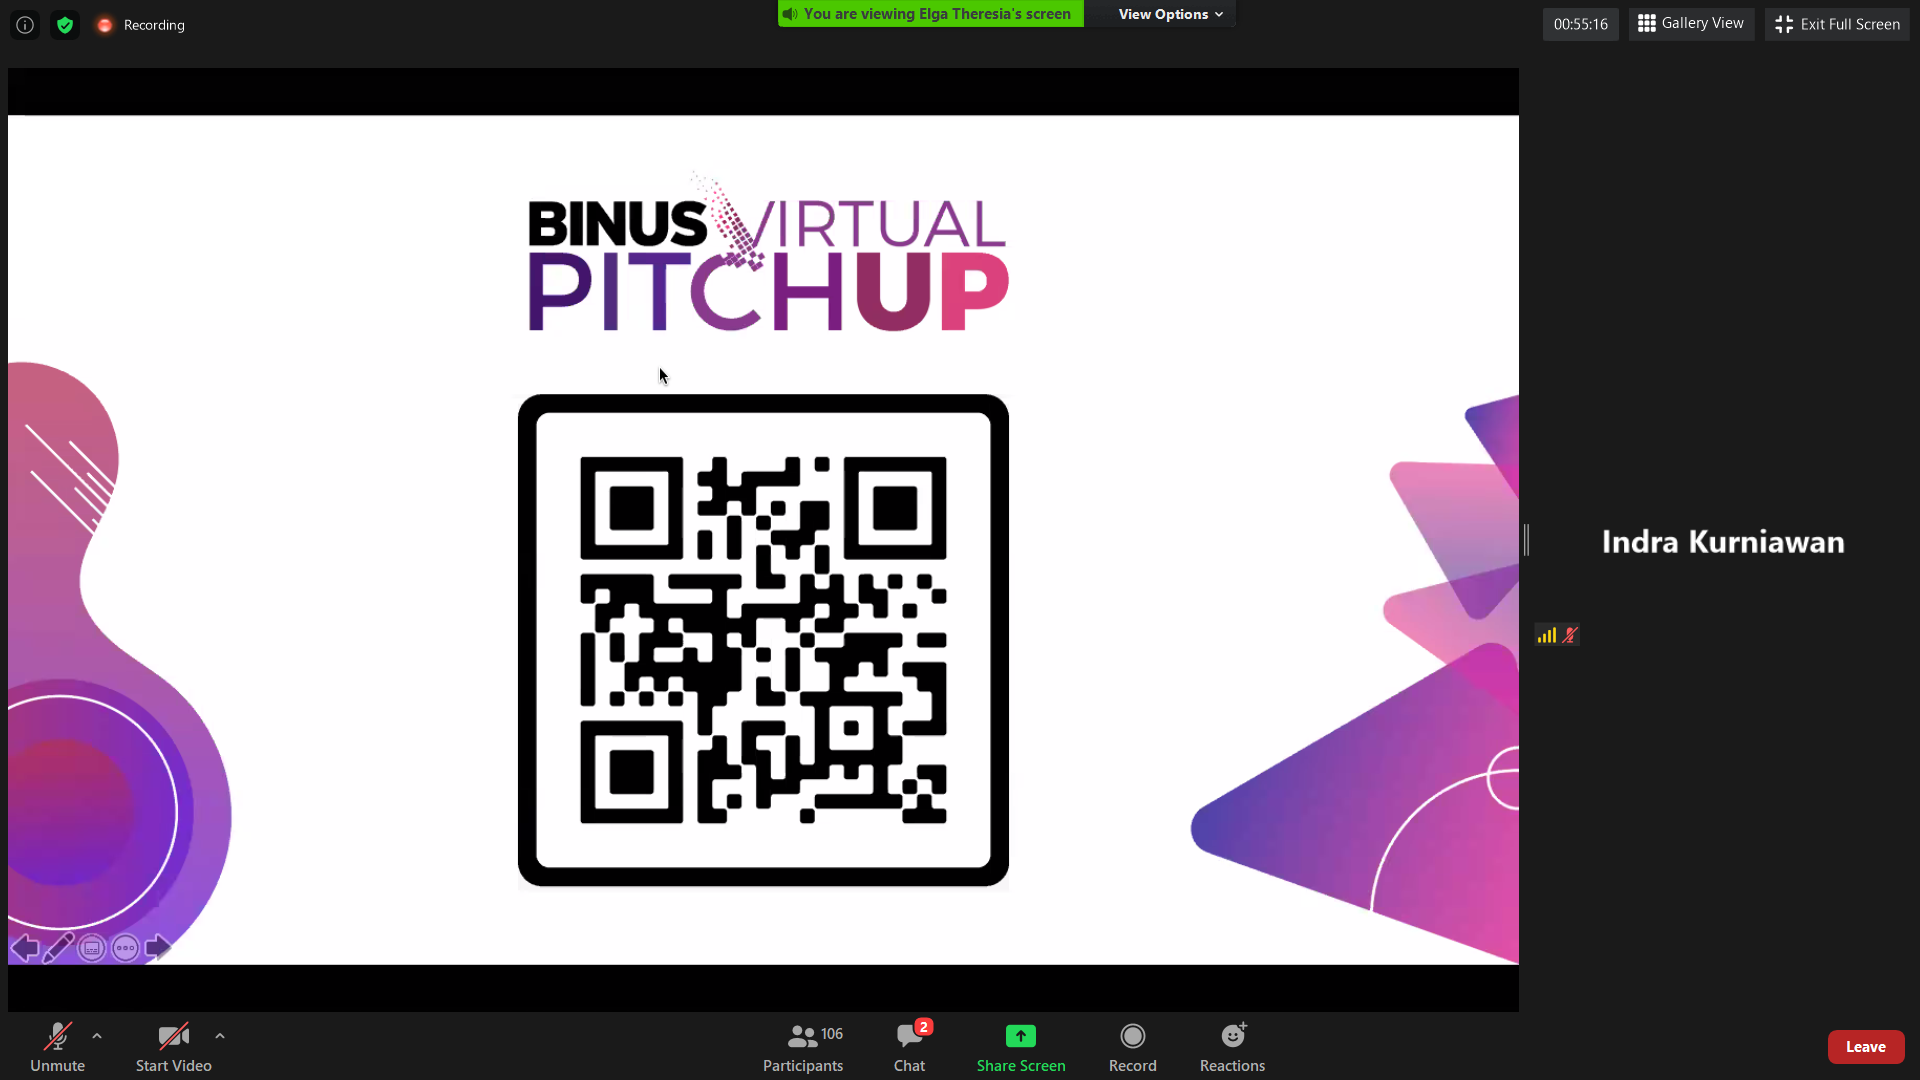 Recording
You are viewing Elga Theresia's screen
View Options
00:55:16
Gallery View
Exit Full Screen
BINUS VIRTUAL
PITCHUP
Indra Kurniawan
Unmute
Start Video
106
Participants
2
Chat
Share Screen
Record
Reactions
Leave